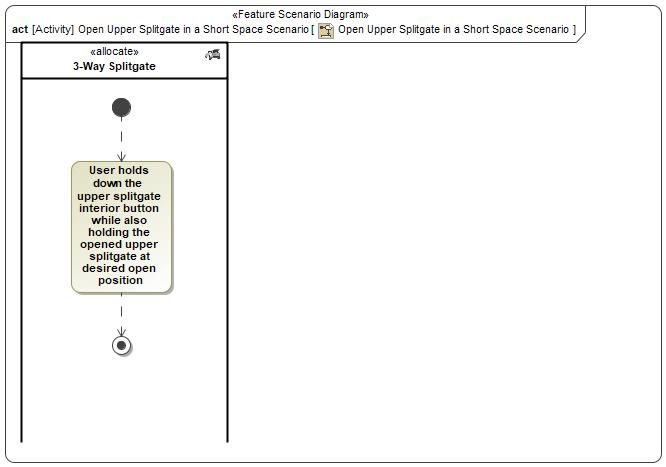 «Feature Scenario Diagram»
act [Activity] Open Upper Splitgate in a Short Space Scenario [ Open Upper Splitgate in a Short Space Scenario ]
«allocate»
3-Way Splitgate
User holds
down the
upper splitgate
interior button
while also
holding the
opened upper
splitgate at
desired open
position